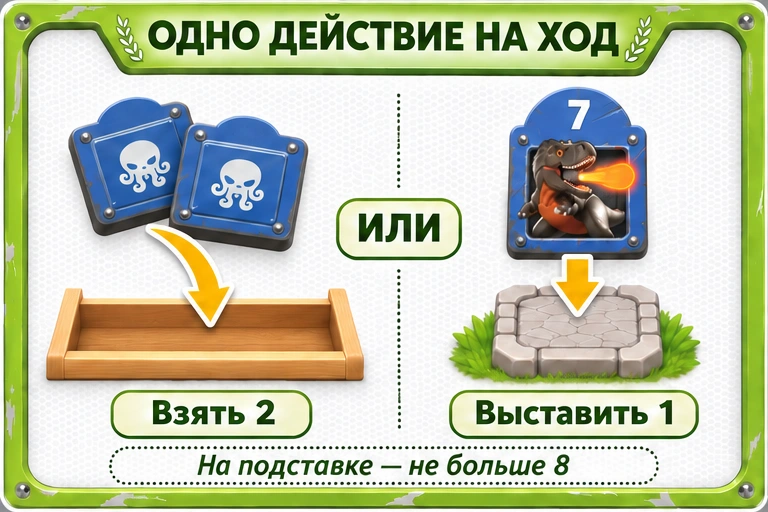 ОДНО ДЕЙСТВИЕ НА ХОД
7
ИЛИ
Взять 2
Выставить 1
На подставке — не больше 8